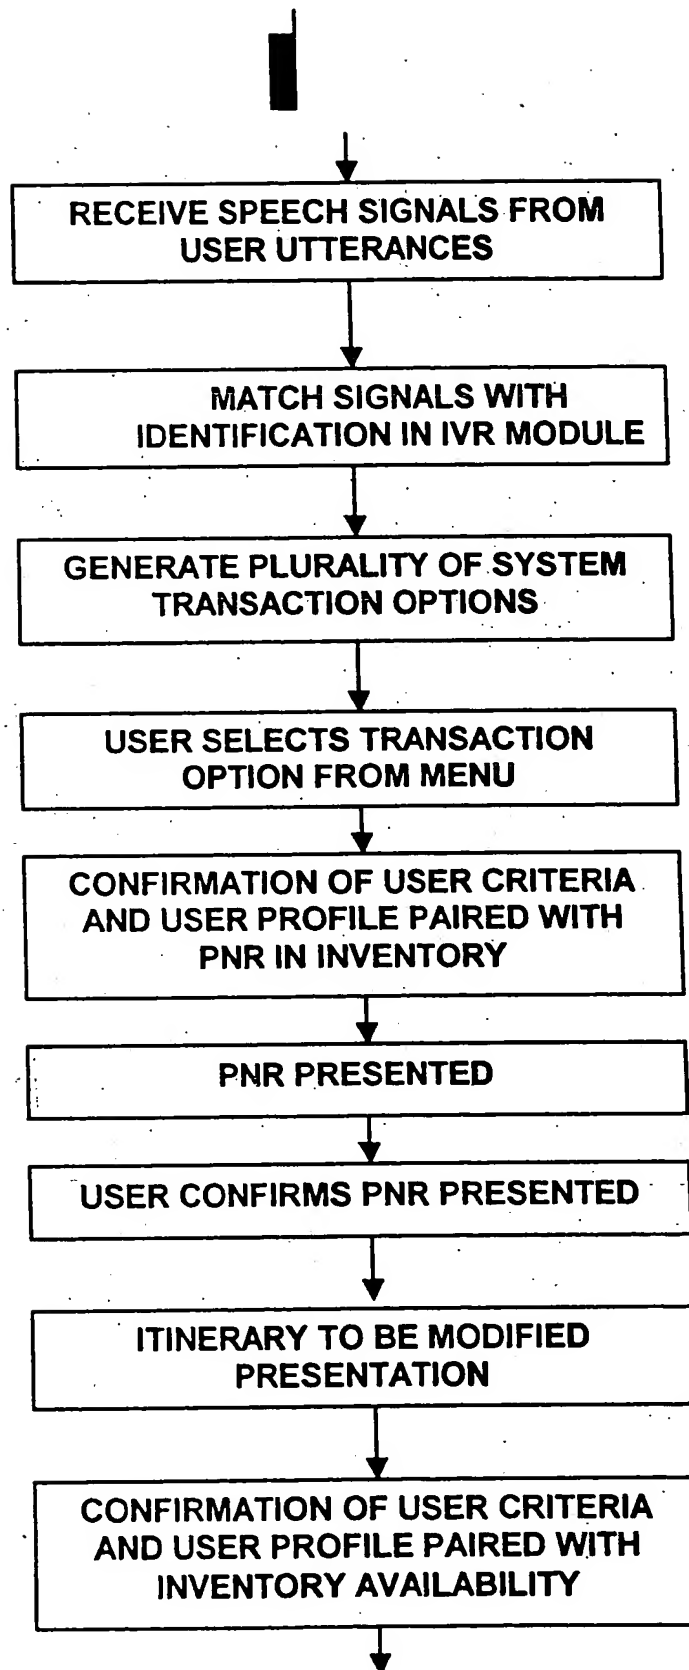 RECEIVE SPEECH SIGNALS FROM
USER UTTERANCES
MATCH SIGNALS WITH
IDENTIFICATION IN IVR MODULE
GENERATE PLURALITY OF SYSTEM
TRANSACTION OPTIONS
USER SELECTS TRANSACTION
OPTION FROM MENU
CONFIRMATION OF USER CRITERIA
AND USER PROFILE PAIRED WITH
PNR IN INVENTORY
PNR PRESENTED
USER CONFIRMS PNR PRESENTED
ITINERARY TO BE MODIFIED
PRESENTATION
CONFIRMATION OF USER CRITERIA
AND USER PROFILE PAIRED WITH
INVENTORY AVAILABILITY